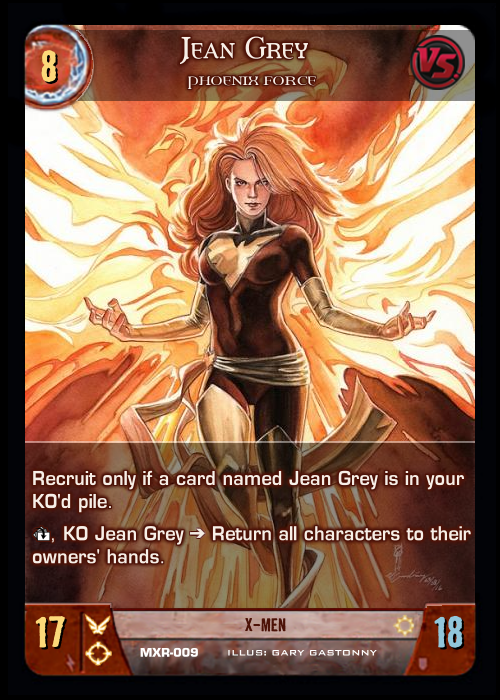 8
Jean Grey
Phoenix Force
VS.
Recruit only if a card named Jean Grey is in your
KO'd pile.
, KO Jean Grey ➔ Return all characters to their
owners' hands.
17
X-MEN
18
MXR-009 ILLUS: GARY GASTONNY